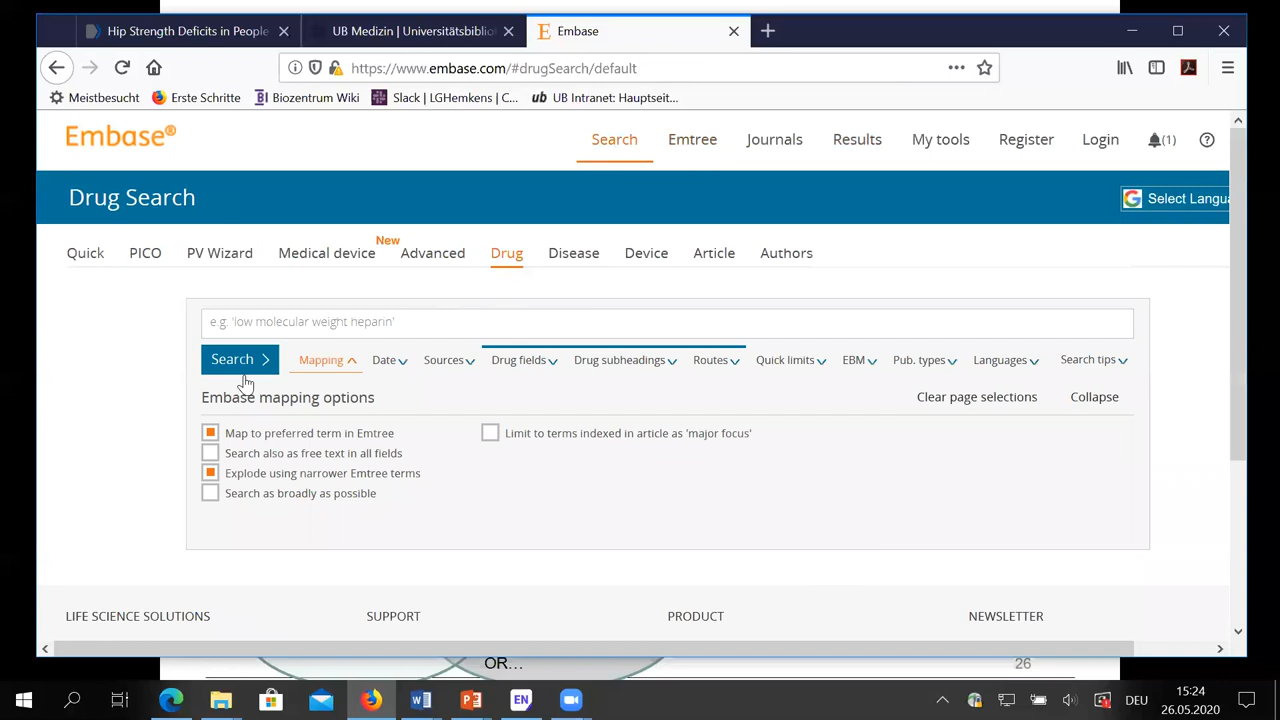 Hip Strength Deficits in People
UB Medizin | Universitätsbiblio
Embase
https://www.embase.com/#drugSearch/default
Meistbesucht
Erste Schritte
Biozentrum Wiki
Slack | LGHemkens | C...
UB Intranet: Hauptseit...
Embase®
Search
Emtree
Journals
Results
My tools
Register
Login
(1)
Drug Search
Select Langua
Quick
PICO
PV Wizard
Medical device
New
Advanced
Drug
Disease
Device
Article
Authors
e.g. 'low molecular weight heparin'
Search
Mapping
Date
Sources
Drug fields
Drug subheadings
Routes
Quick limits
EBM
Pub. types
Languages
Search tips
Embase mapping options
Clear page selections
Collapse
Map to preferred term in Emtree
Limit to terms indexed in article as 'major focus'
Search also as free text in all fields
Explode using narrower Emtree terms
Search as broadly as possible
LIFE SCIENCE SOLUTIONS
SUPPORT
PRODUCT
NEWSLETTER
OR...
26
EN
DEU
15:24
26.05.2020